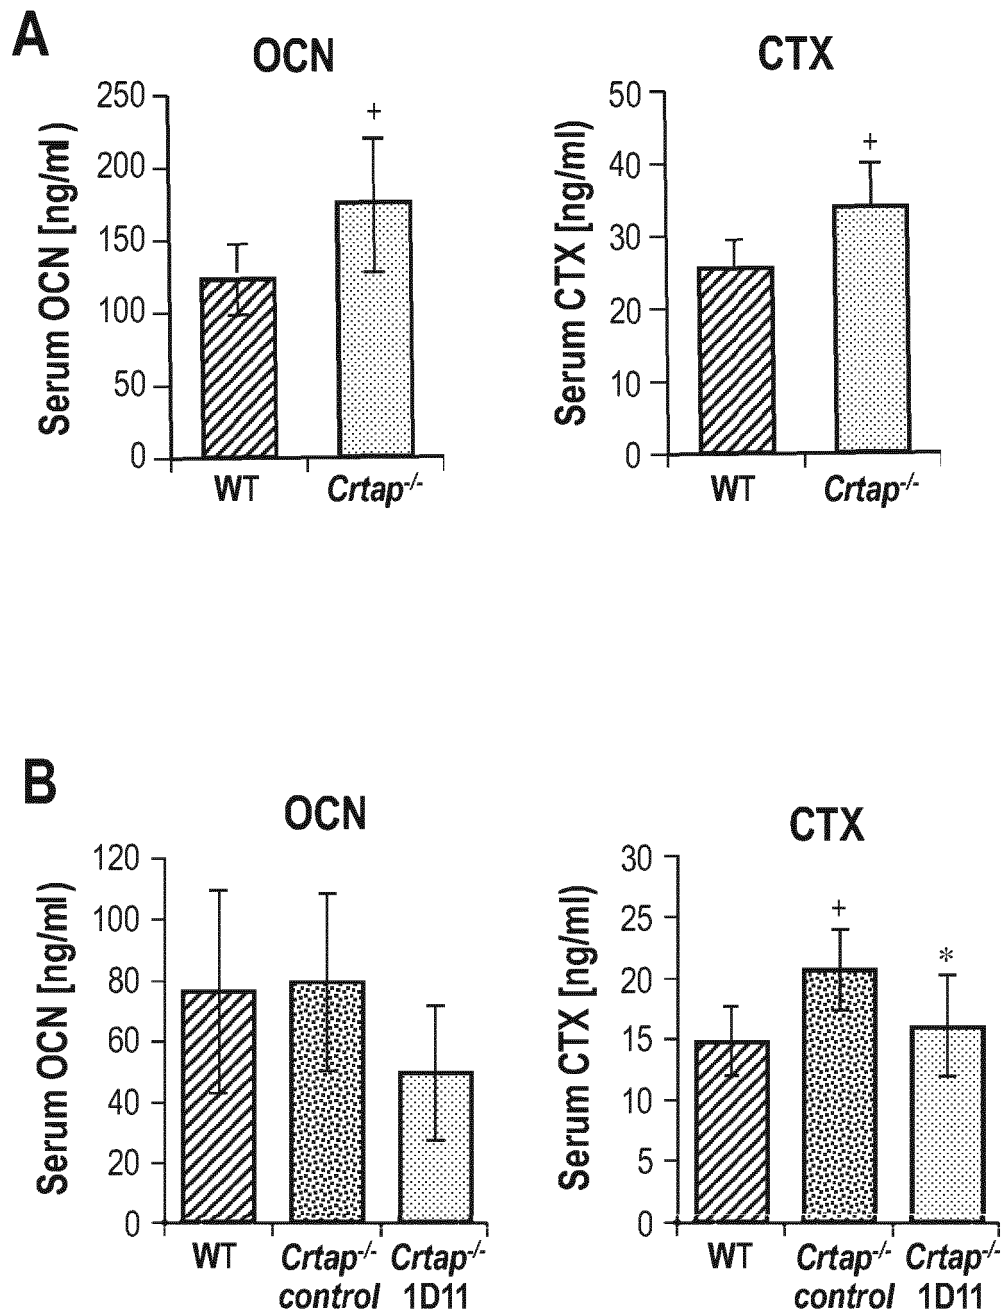 A
OCN
CTX
Serum OCN [ng/ml]
250
200
150
100
50
0
+
WT
Crtap-/-
Serum CTX [ng/ml]
50
40
30
20
10
0
+
WT
Crtap-/-
B
OCN
CTX
Serum OCN [ng/ml]
120
100
80
60
40
20
0
WT
Crtap-/- control
Crtap-/- 1D11
Serum CTX [ng/ml]
30
25
20
15
10
5
0
+
*
WT
Crtap-/- control
Crtap-/- 1D11